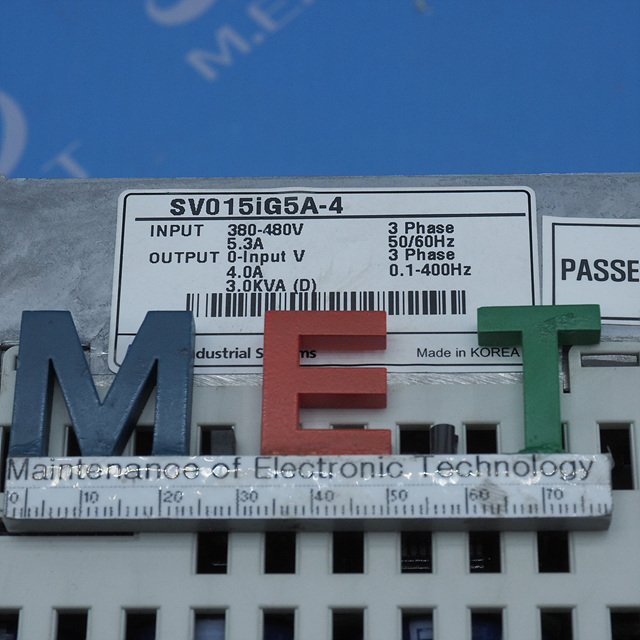 M.E.
T
SV015iG5A-4
INPUT 380-480V 3 Phase
5.3A 50/60Hz
OUTPUT 0-Input V 3 Phase
4.0A 0.1-400Hz
3.0KVA (D)
PASSE
Made in KOREA
MET
Maintenance of Electronic Technology
0 10 20 30 40 50 60 70